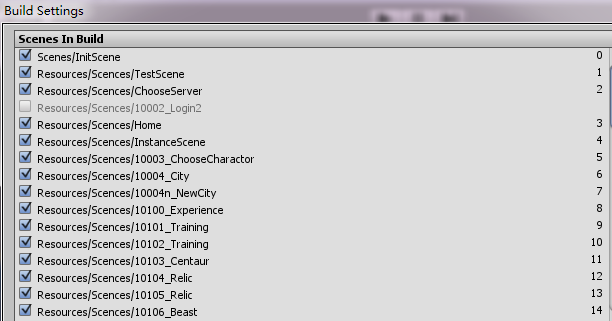 Build Settings
Scenes In Build
Scenes/InitScene 0
Resources/Scences/TestScene 1
Resources/Scences/ChooseServer 2
Resources/Scences/10002_Login2
Resources/Scences/Home 3
Resources/Scences/InstanceScene 4
Resources/Scences/10003_ChooseCharactor 5
Resources/Scences/10004_City 6
Resources/Scences/10004n_NewCity 7
Resources/Scences/10100_Experience 8
Resources/Scences/10101_Training 9
Resources/Scences/10102_Training 10
Resources/Scences/10103_Centaur 11
Resources/Scences/10104_Relic 12
Resources/Scences/10105_Relic 13
Resources/Scences/10106_Beast 14